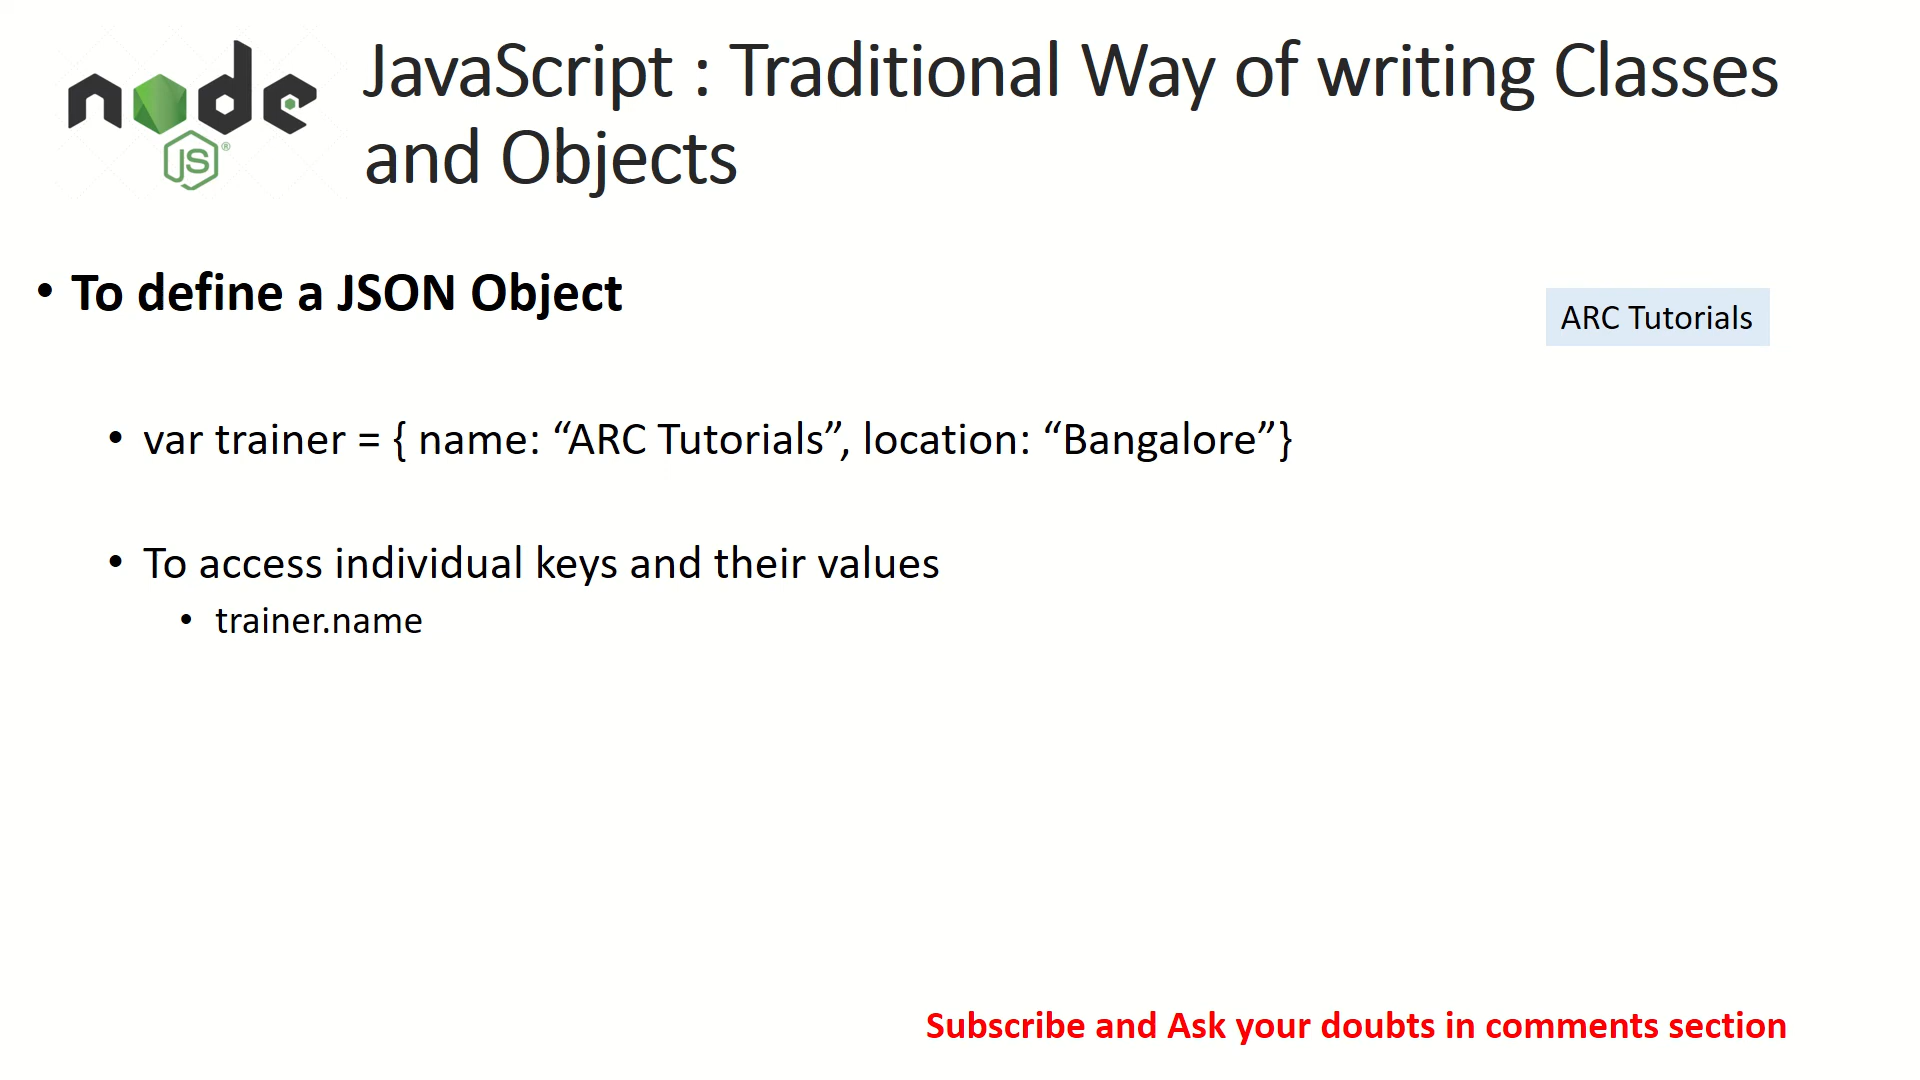 node
JS®
JavaScript : Traditional Way of writing Classes
and Objects
• To define a JSON Object
ARC Tutorials
• var trainer = { name: “ARC Tutorials”, location: “Bangalore”}
• To access individual keys and their values
• trainer.name
Subscribe and Ask your doubts in comments section